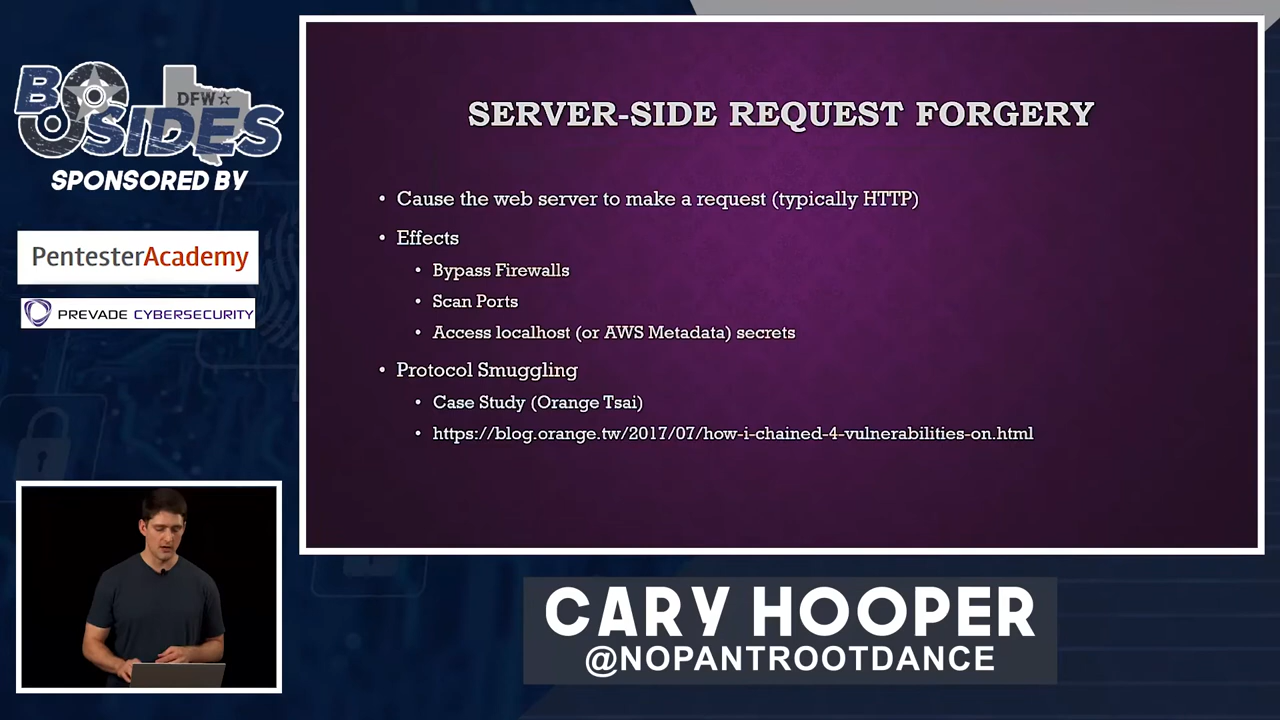 BSIDES
DFW
SPONSORED BY
PentesterAcademy
PREVADE CYBERSECURITY
SERVER-SIDE REQUEST FORGERY
• Cause the web server to make a request (typically HTTP)
• Effects
• Bypass Firewalls
• Scan Ports
• Access localhost (or AWS Metadata) secrets
• Protocol Smuggling
• Case Study (Orange Tsai)
• https://blog.orange.tw/2017/07/how-i-chained-4-vulnerabilities-on.html
CARY HOOPER
@NOPANTROOTDANCE